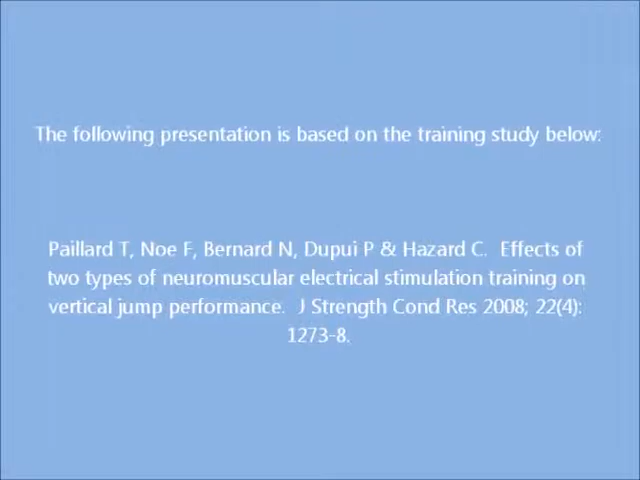 The following presentation is based on the training study below:
Paillard T, Noe F, Bernard N, Dupui P & Hazard C.  Effects of
two types of neuromuscular electrical stimulation training on
vertical jump performance.  J Strength Cond Res 2008; 22(4):
1273-8.